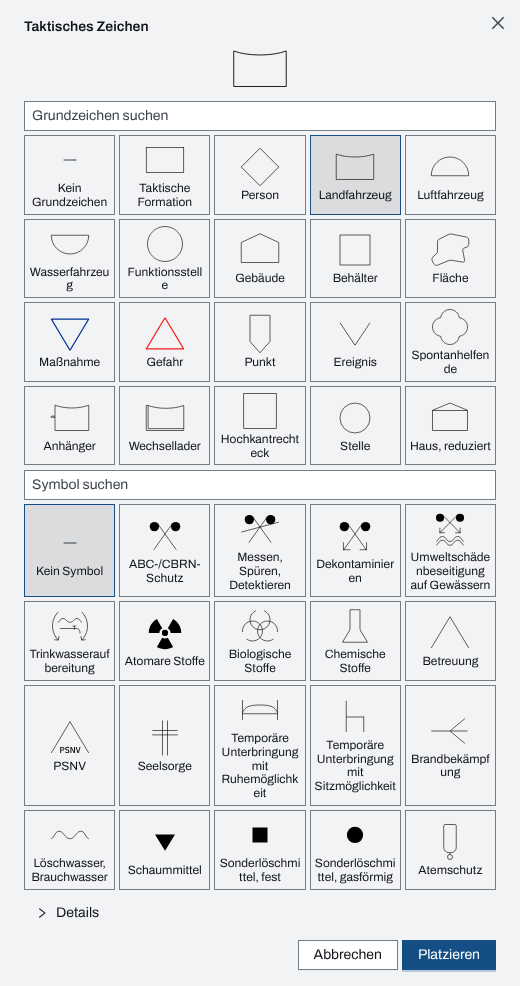 Taktisches Zeichen
Grundzeichen suchen
Kein
Grundzeichen
Taktische
Formation
Person
Landfahrzeug
Luftfahrzeug
Wasserfahrzeu
g
Funktionsstell
e
Gebäude
Behälter
Fläche
Maßnahme
Gefahr
Punkt
Ereignis
Spontanhelfen
de
Anhänger
Wechsellader
Hochkantrecht
eck
Stelle
Haus, reduziert
Symbol suchen
Kein Symbol
ABC-/CBRN-
Schutz
Messen,
Spüren,
Detektieren
Dekontaminier
en
Umweltschäde
nbeseitigung
auf Gewässern
Trinkwasserauf
bereitung
Atomare Stoffe
Biologische
Stoffe
Chemische
Stoffe
Betreuung
PSNV
PSNV
Seelsorge
Temporäre
Unterbringung
mit
Ruhemöglichk
eit
Temporäre
Unterbringung
mit
Sitzmöglichkeit
Brandbekämpf
ung
Löschwasser,
Brauchwasser
Schaummittel
Sonderlöschmi
ttel, fest
Sonderlöschmi
ttel, gasförmig
Atemschutz
Details
Abbrechen
Platzieren